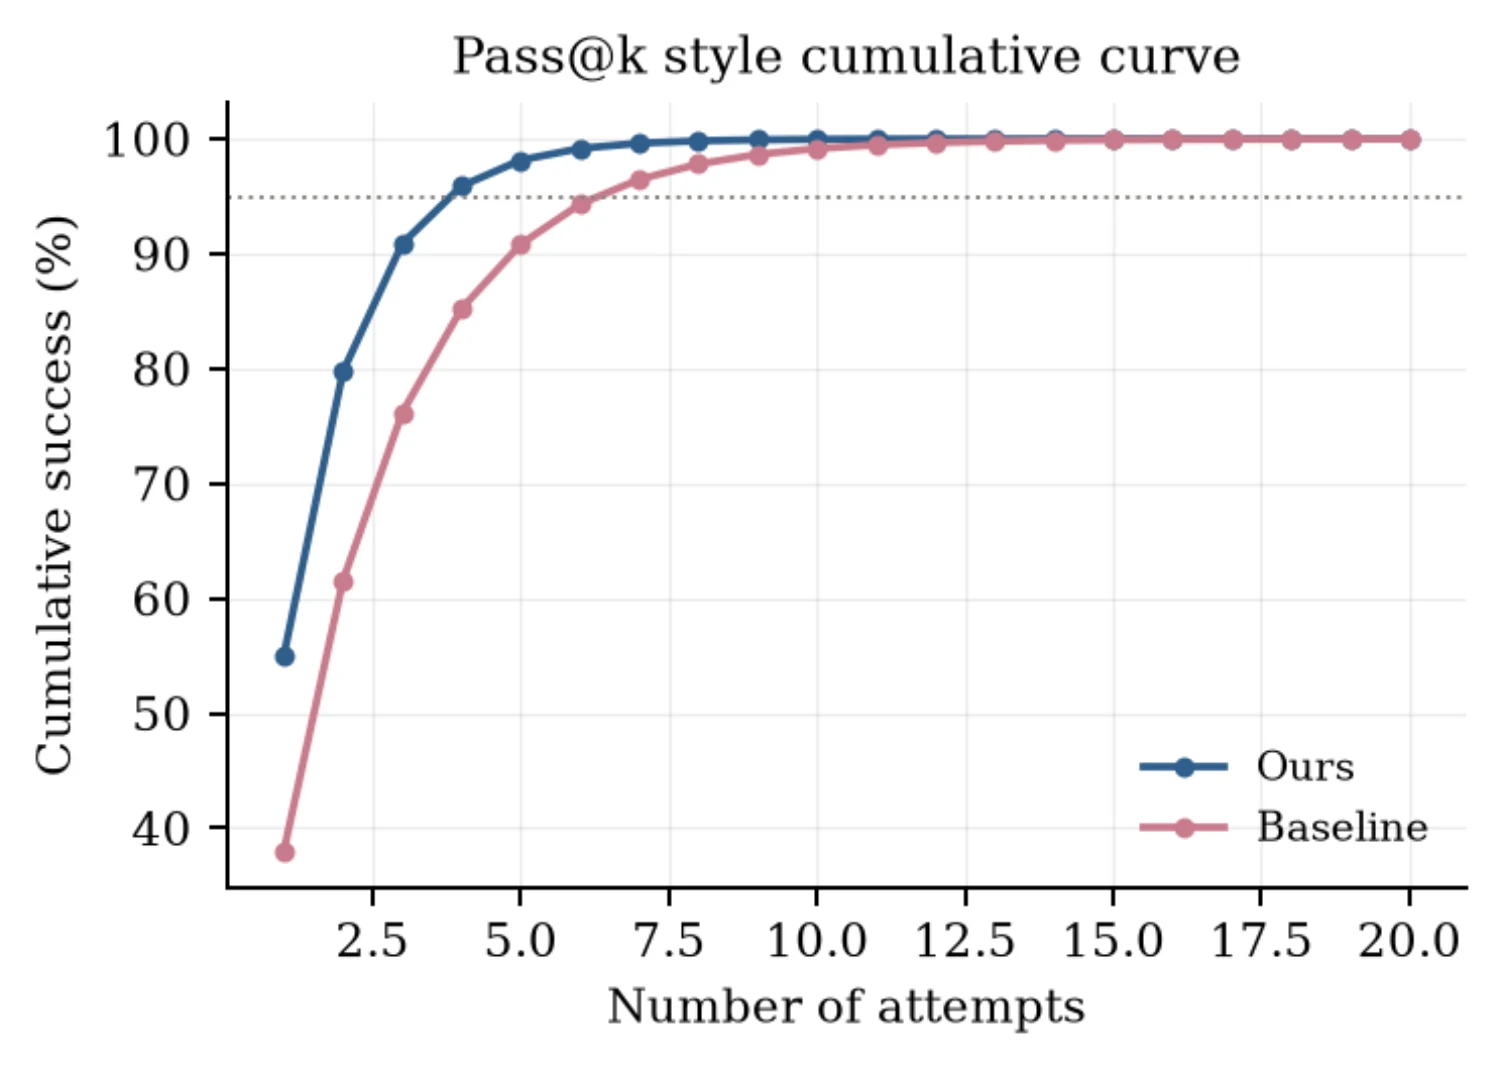 Pass@k style cumulative curve
Cumulative success (%)
100
90
80
70
60
50
40
Ours
Baseline
2.5 5.0 7.5 10.0 12.5 15.0 17.5 20.0
Number of attempts